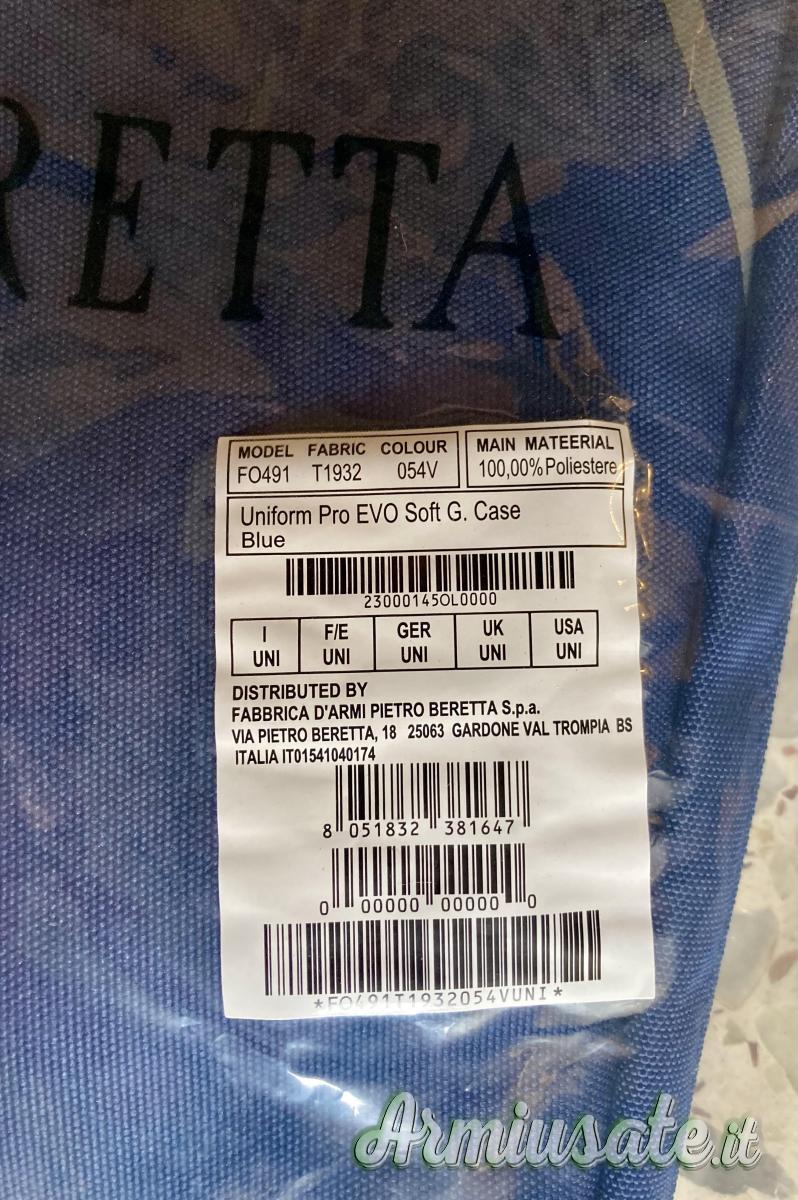 RETTA
MODEL FABRIC COLOUR
FO491 T1932 054V
MAIN MATEERIAL
100,00%Poliestere
Uniform Pro EVO Soft G. Case
Blue
23000145OL0000
I F/E GER UK USA
UNI UNI UNI UNI UNI
DISTRIBUTED BY
FABBRICA D'ARMI PIETRO BERETTA S.p.a.
VIA PIETRO BERETTA, 18 25063 GARDONE VAL TROMPIA BS
ITALIA IT01541040174
8 051832 381647
0 00000 00000 0
*FO491T1932054VUNI*
Armiusate.it